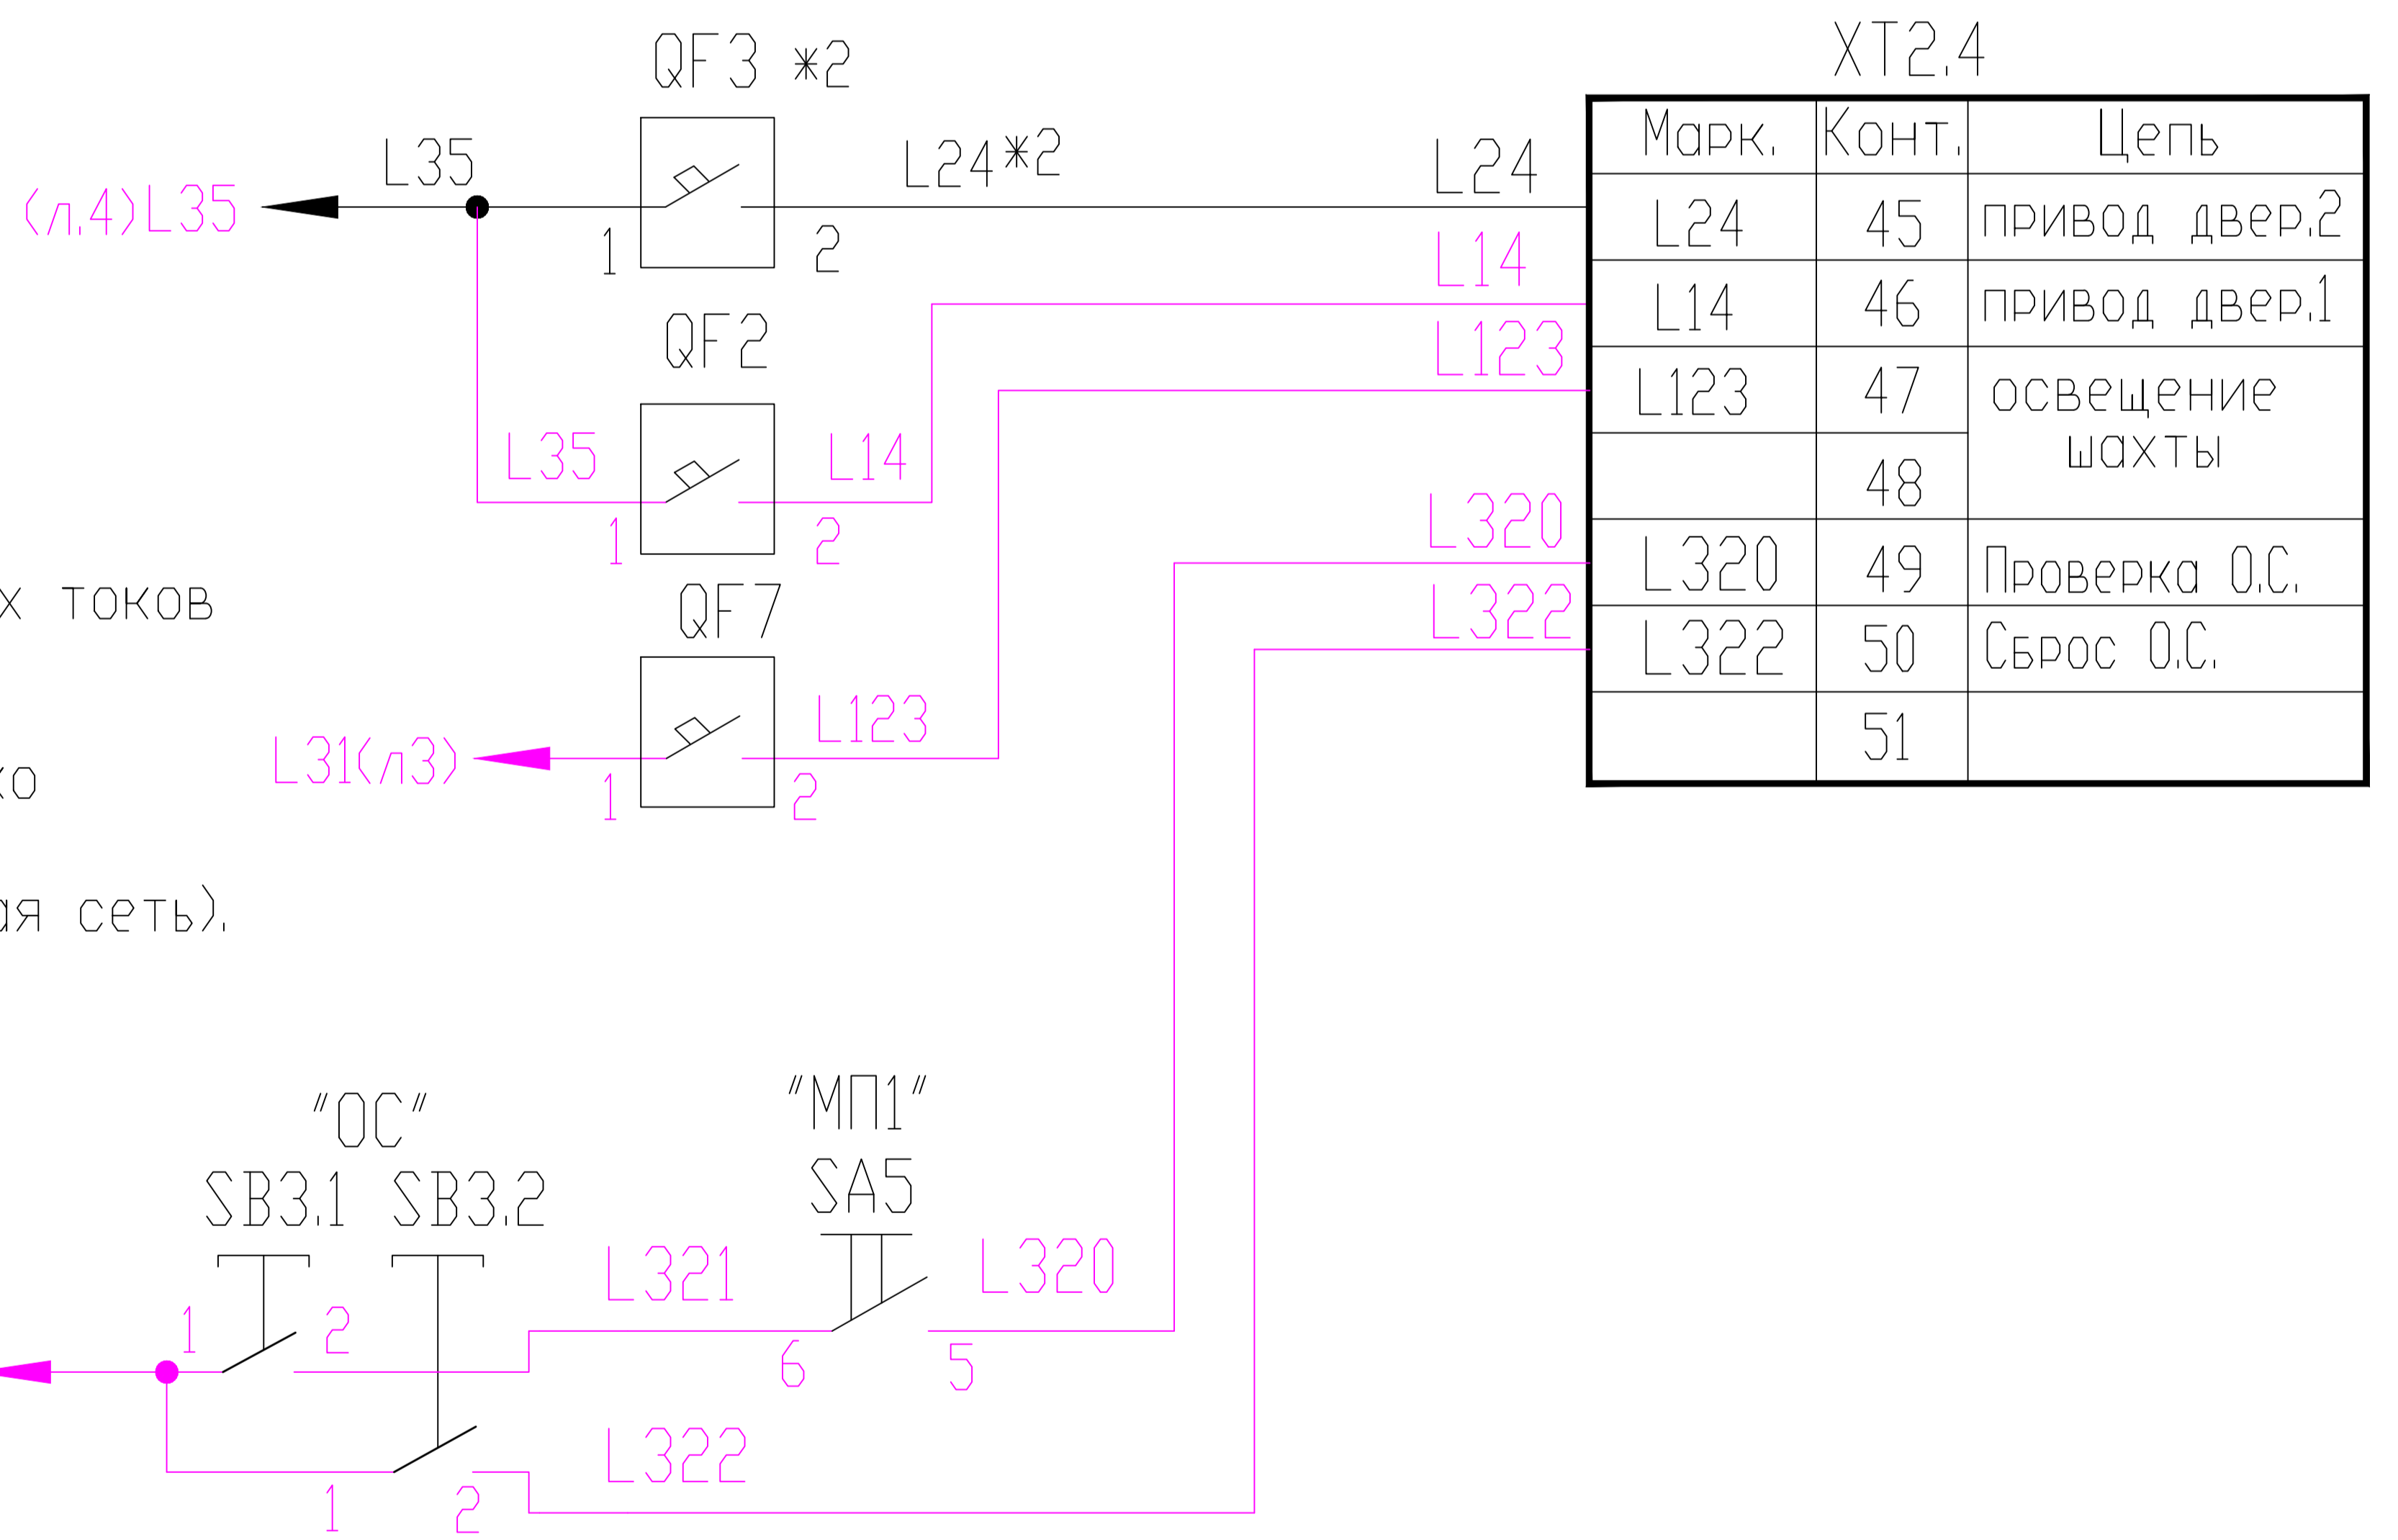 QF3 *2
XT2.4
(л.4)L35
L35
L24*2
L24
1
2
QF2
L14
L35
L14
1
2
L123
QF7
L31(л3)
L123
1
2
L320
L322
Марк. Конт. Цепь
L24 45 привод двер.2
L14 46 привод двер.1
L123 47 освещение
48 шахты
L320 49 Проверка О.С.
L322 50 Сброс О.С.
51
токов
сеть).
"ОС"
SB3.1 SB3.2
"МП1"
SA5
1
2
L321
L320
6
5
L322
1
2